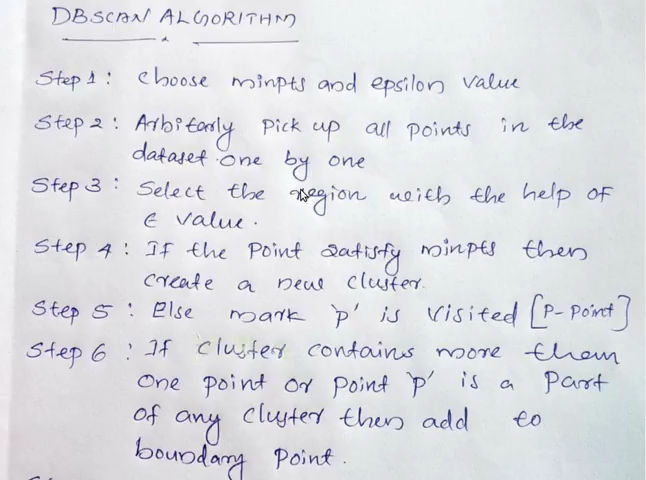 DBSCAN ALGORITHM
Step 1: Choose minpts and epsilon value
Step 2: Arbitarly pick up all points in the
dataset one by one
Step 3: Select the region with the help of
ε value.
Step 4: If the point satisfy minpts then
create a new cluster.
Step 5: Else mark 'p' is visited [P-Point]
Step 6: If cluster contains more them
one point or point 'p' is a part
of any cluster then add to
boundary point.